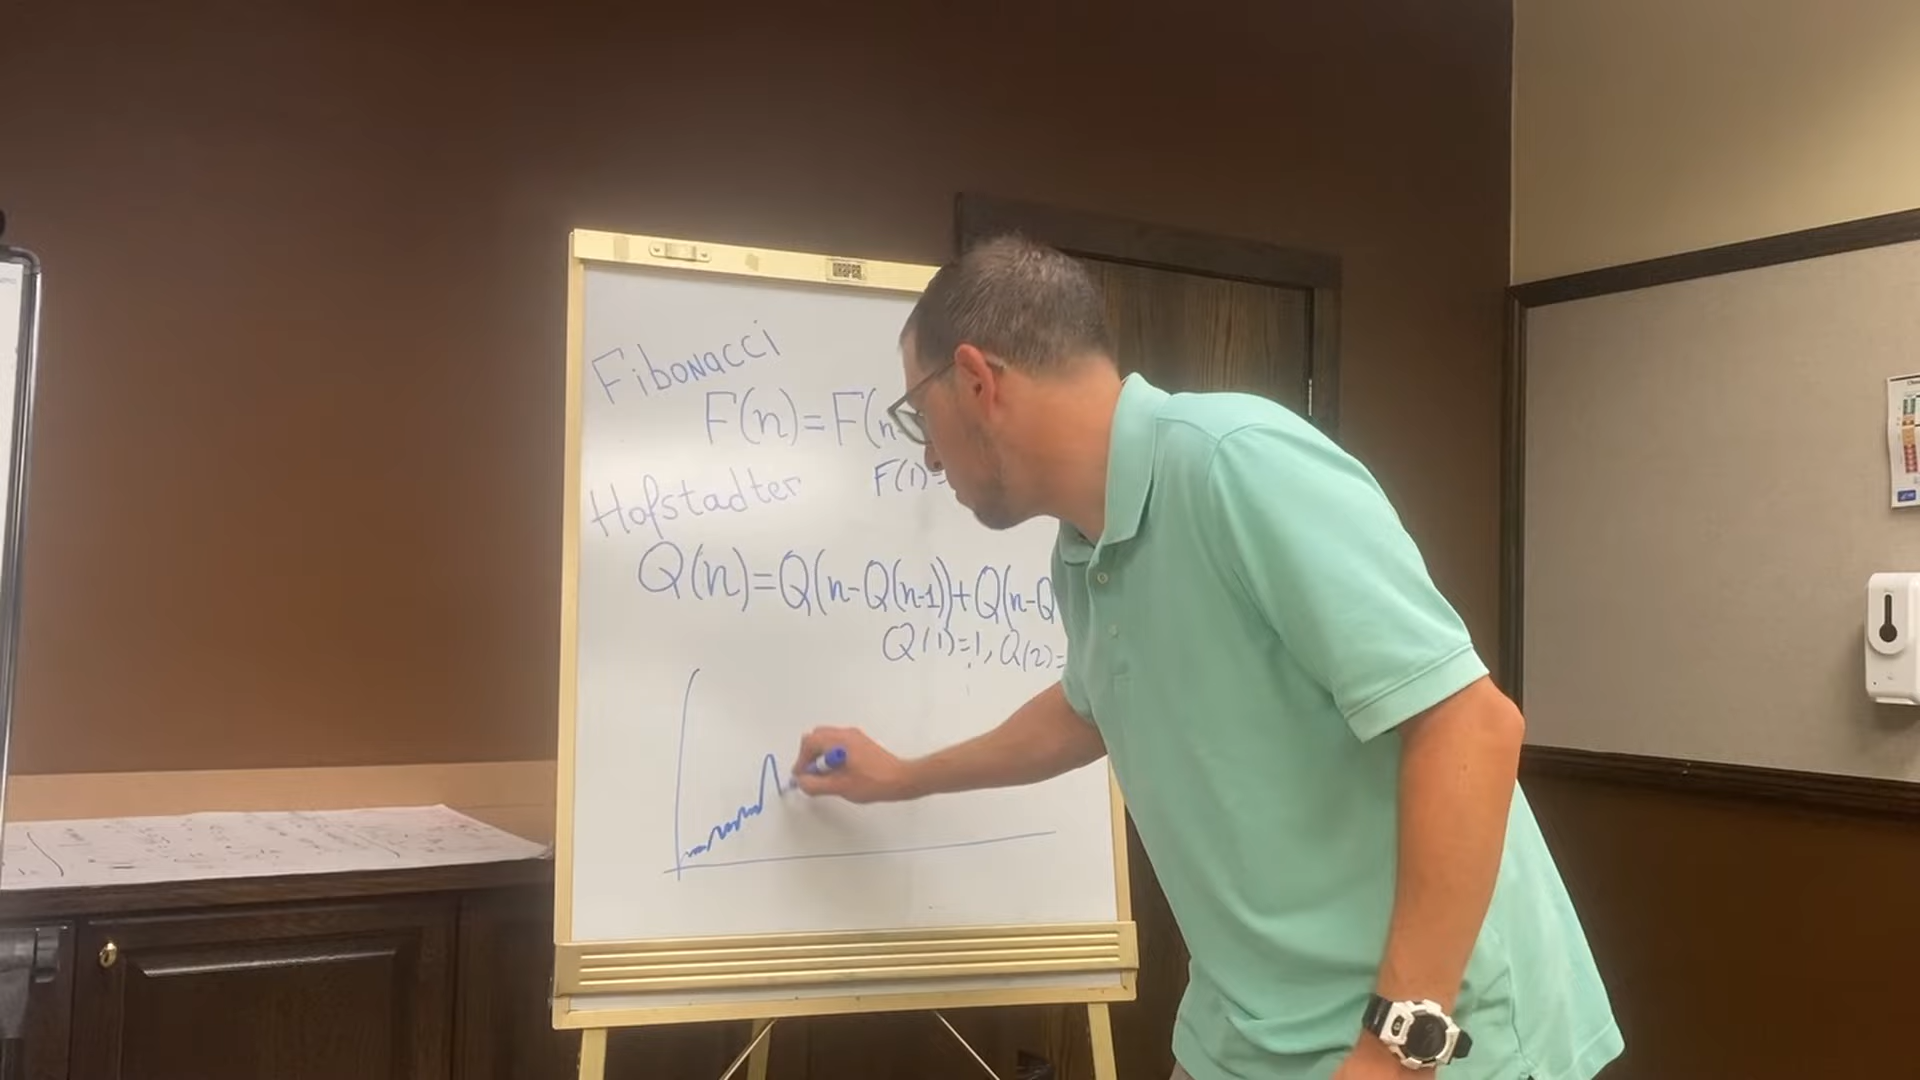 Fibonacci
F(n)=F(n-
F(1)=
Hofstadter
Q(n)=Q(n-Q(n-1))+Q(n-Q
Q(1)=1, Q(2)=